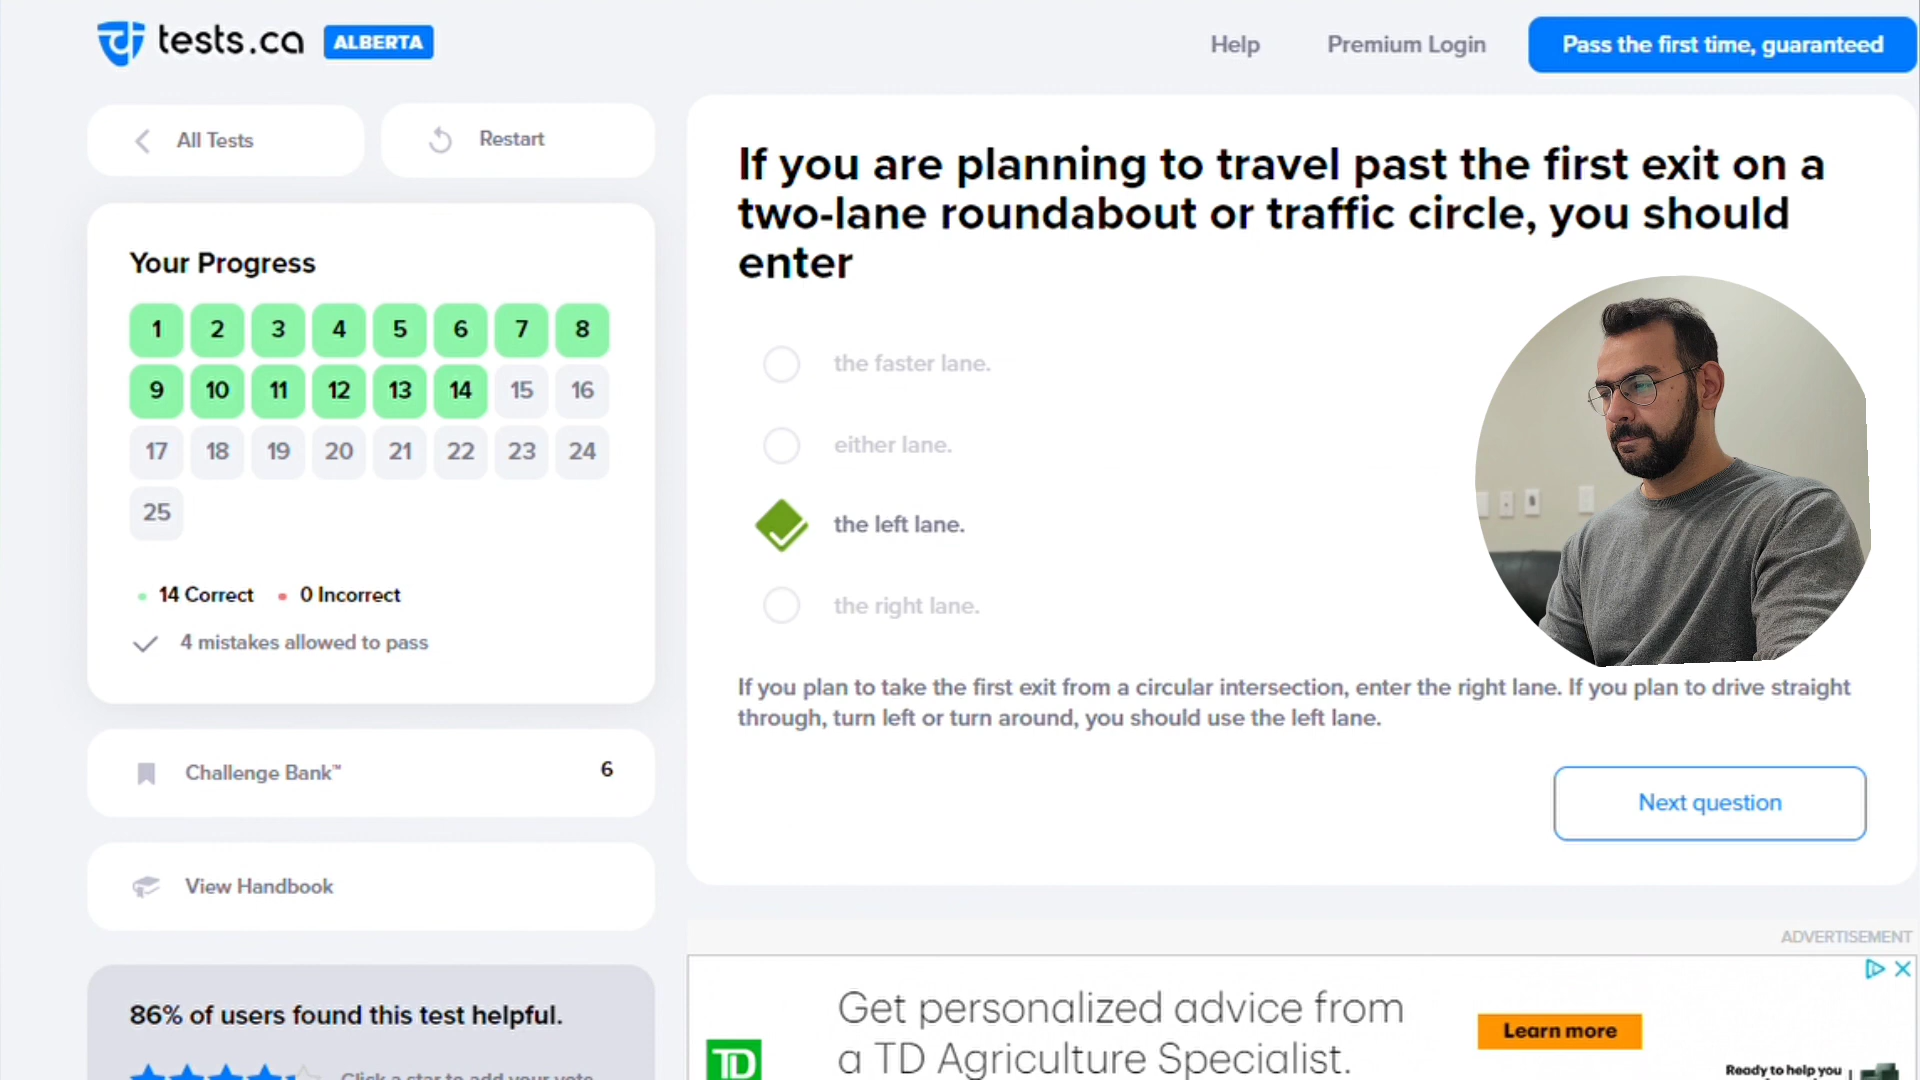 tests.ca ALBERTA
Help
Premium Login
Pass the first time, guaranteed
All Tests
Restart
Your Progress
1 2 3 4 5 6 7 8
9 10 11 12 13 14 15 16
17 18 19 20 21 22 23 24
25
14 Correct 0 Incorrect
4 mistakes allowed to pass
Challenge Bank™ 6
View Handbook
86% of users found this test helpful.
Click a star to add your vote
If you are planning to travel past the first exit on a
two-lane roundabout or traffic circle, you should
enter
the faster lane.
either lane.
the left lane.
the right lane.
If you plan to take the first exit from a circular intersection, enter the right lane. If you plan to drive straight
through, turn left or turn around, you should use the left lane.
Next question
ADVERTISEMENT
TD
Get personalized advice from
a TD Agriculture Specialist.
Learn more
Ready to help you